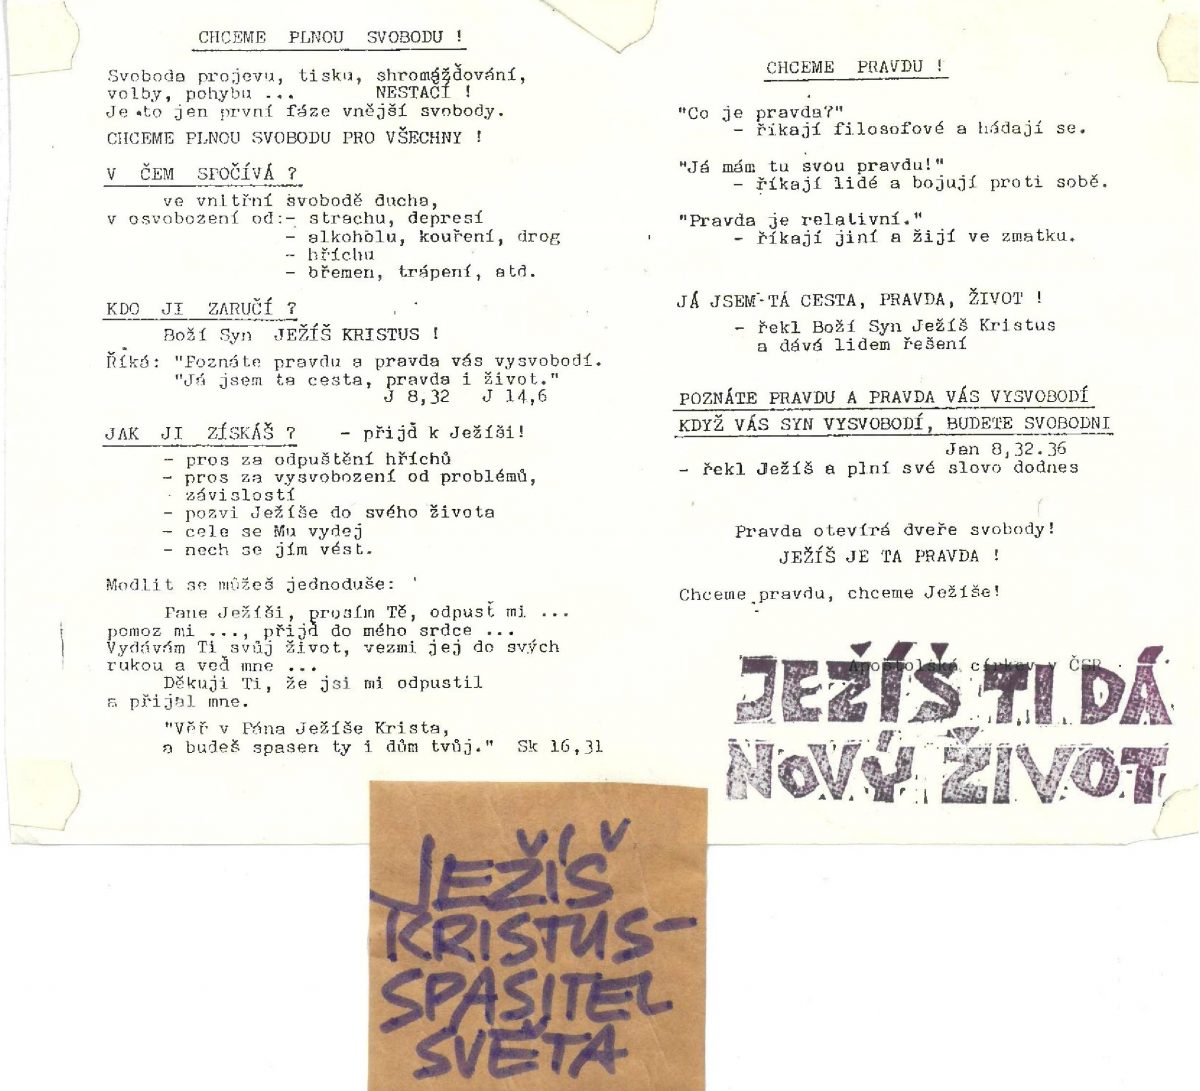 CHCEME PLNOU SVOBODU !
Svoboda projevu, tisku, shromážďování,
volby, pohybu ... NESTAČÍ !
Je to jen první fáze vnější svobody.
CHCEME PLNOU SVOBODU PRO VŠECHNY !
V ČEM SPOČÍVÁ ?
ve vnitřní svobodě ducha,
v osvobození od:- strachu, depresí
- alkoholu, kouření, drog
- hříchu
- břemen, trápení, atd.
KDO JI ZARUČÍ ?
Boží Syn JEŽÍŠ KRISTUS !
Říká: "Poznáte pravdu a pravda vás vysvobodí.
"Já jsem ta cesta, pravda i život."
J 8,32 J 14,6
JAK JI ZÍSKÁŠ ? - přijď k Ježíši!
- pros za odpuštění hříchů
- pros za vysvobození od problémů,
závislostí
- pozvi Ježíše do svého života
- cele se Mu vydej
- nech se jím vést.
Modlit se můžeš jednoduše:
Pane Ježíši, prosím Tě, odpusť mi ...
pomoz mi ..., přijď do mého srdce ...
Vydávám Ti svůj život, vezmi jej do svých
rukou a veď mne ...
Děkuji Ti, že jsi mi odpustil
a přijal mne.
"Věř v Pána Ježíše Krista,
a budeš spasen ty i dům tvůj." Sk 16,31
CHCEME PRAVDU !
"Co je pravda?"
- říkají filosofové a hádají se.
"Já mám tu svou pravdu!"
- říkají lidé a bojují proti sobě.
"Pravda je relativní."
- říkají jiní a žijí ve zmatku.
JÁ JSEM TÁ CESTA, PRAVDA, ŽIVOT !
- řekl Boží Syn Ježíš Kristus
a dává lidem řešení
POZNÁTE PRAVDU A PRAVDA VÁS VYSVOBODÍ
KDYŽ VÁS SYN VYSVOBODÍ, BUDETE SVOBODNI
Jan 8,32.36
- řekl Ježíš a plní své slovo dodnes
Pravda otevírá dveře svobody!
JEŽÍŠ JE TA PRAVDA !
Chceme pravdu, chceme Ježíše!
Apoštolská církev v ČSR
JEŽÍŠ TI DÁ
NOVÝ ŽIVOT
JEŽÍŠ
KRISTUS-
SPASITEL
SVĚTA